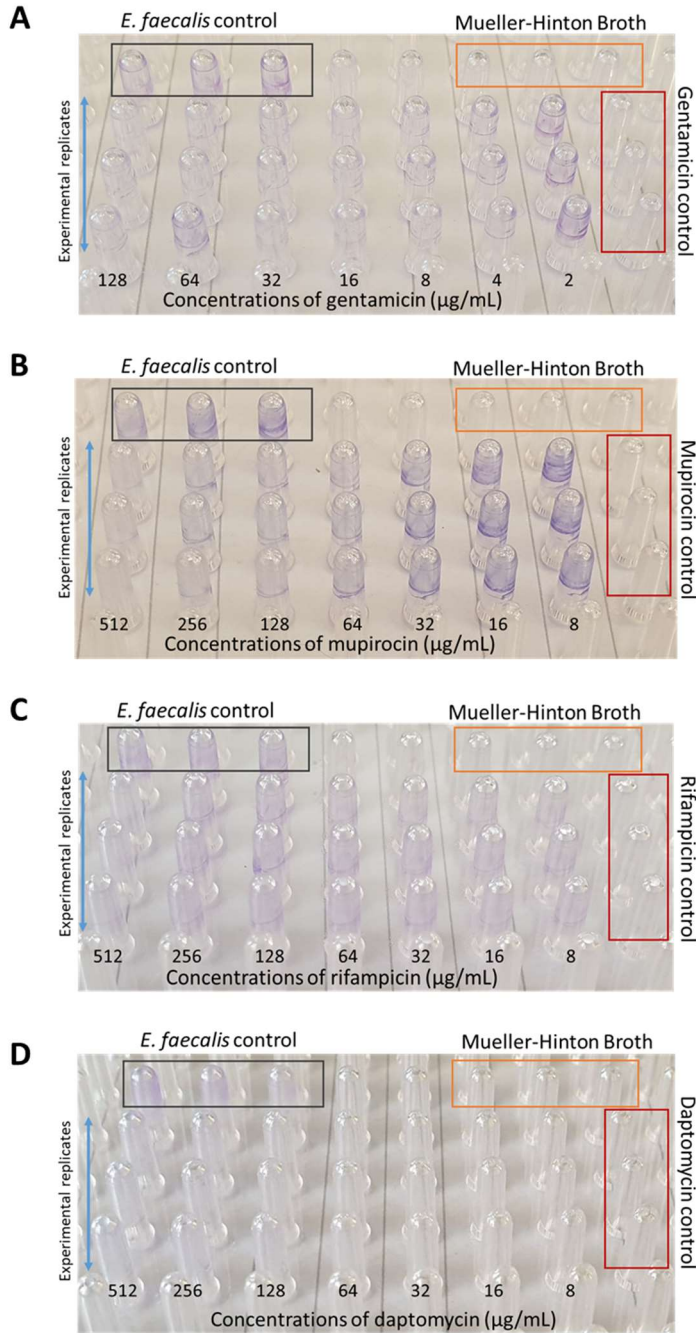 A
E. faecalis control
Mueller-Hinton Broth
Experimental replicates
Gentamicin control
128 64 32 16 8 4 2
Concentrations of gentamicin (µg/mL)
B
E. faecalis control
Mueller-Hinton Broth
Experimental replicates
Mupirocin control
512 256 128 64 32 16 8
Concentrations of mupirocin (µg/mL)
C
E. faecalis control
Mueller-Hinton Broth
Experimental replicates
Rifampicin control
512 256 128 64 32 16 8
Concentrations of rifampicin (µg/mL)
D
E. faecalis control
Mueller-Hinton Broth
Experimental replicates
Daptomycin control
512 256 128 64 32 16 8
Concentrations of daptomycin (µg/mL)